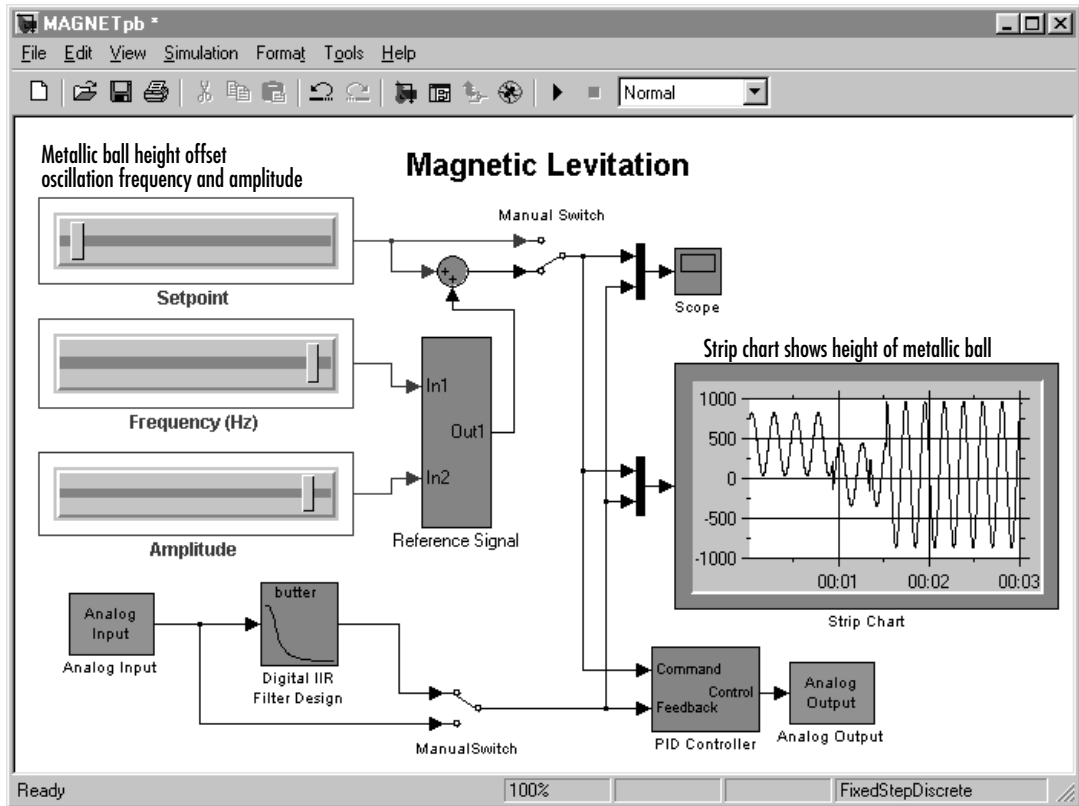 MAGNETpb *
File Edit View Simulation Format Tools Help
Normal
Metallic ball height offset
oscillation frequency and amplitude
Magnetic Levitation
Manual Switch
Setpoint
Scope
Strip chart shows height of metallic ball
In1
Out1
In2
Frequency (Hz)
Reference Signal
Amplitude
1000
500
0
-500
-1000
00:01 00:02 00:03
Strip Chart
Analog
Input
Analog Input
butter
Digital IIR
Filter Design
ManualSwitch
Command
Control
Feedback
PID Controller
Analog
Output
Analog Output
Ready 100% FixedStepDiscrete